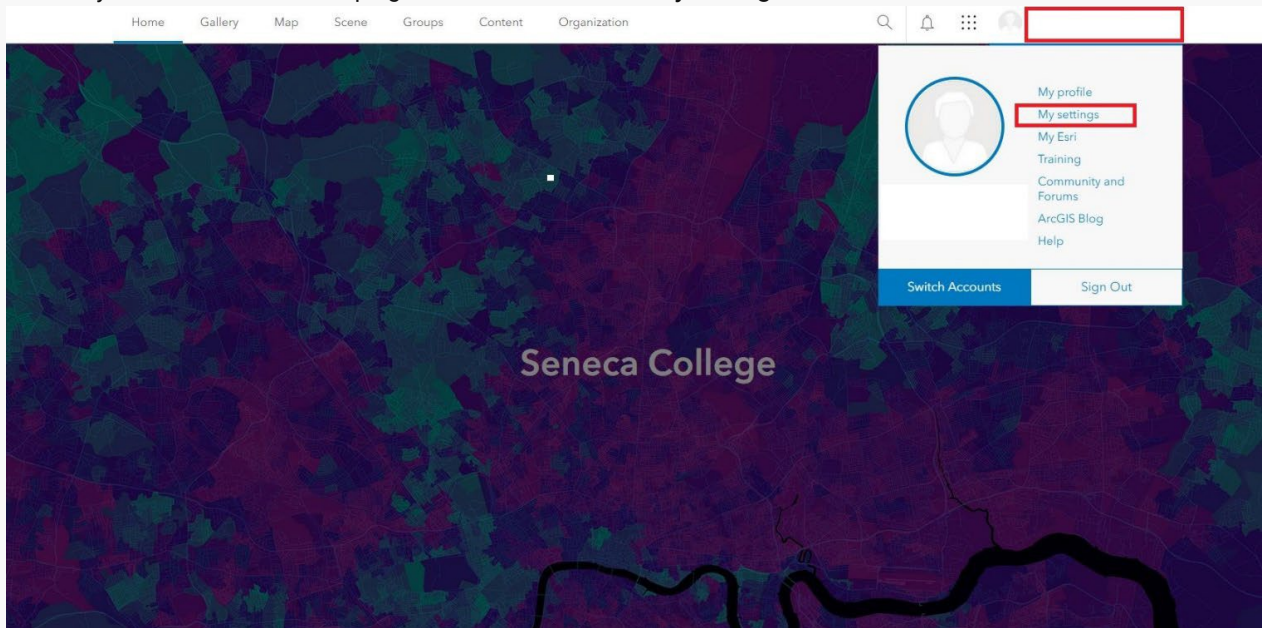 Home Gallery Map Scene Groups Content Organization
My profile
My settings
My Esri
Training
Community and
Forums
ArcGIS Blog
Help
Switch Accounts Sign Out
Seneca College